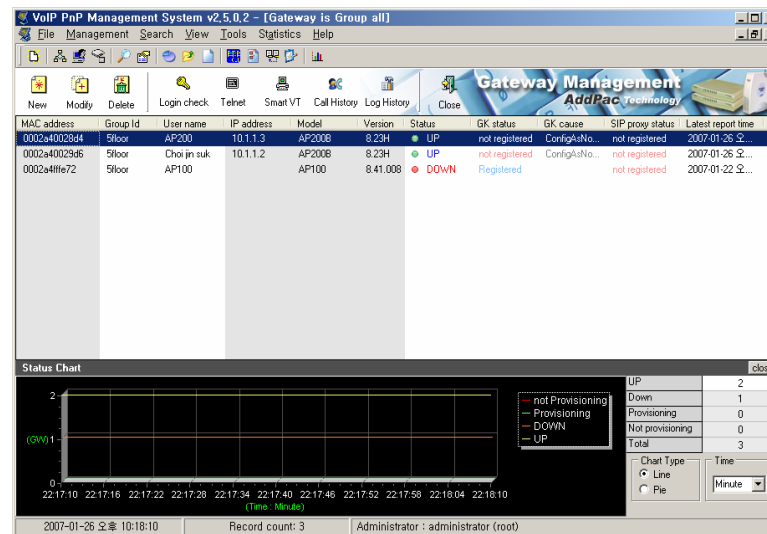 VoIP PnP Management System v2,5,0,2 - [Gateway is Group all]
File Management Search View Tools Statistics Help
New Modify Delete Login check Telnet Smart VT Call History Log History Close
Gateway Management
AddPac Technology
MAC address Group Id User name IP address Model Version Status GK status GK cause SIP proxy status Latest report time
0002a40028d4 5floor AP200 10.1.1.3 AP200B 8.23H UP not registered ConfigAsNo... not registered 2007-01-26 오...
0002a40029d6 5floor Choi jin suk 10.1.1.2 AP200B 8.23H UP not registered ConfigAsNo... not registered 2007-01-26 오...
0002a4fffe72 5floor AP100 AP100 8.41.008 DOWN Registered not registered 2007-01-22 오...
Status Chart clos
2
(GW) 1
0
22:17:10 22:17:16 22:17:22 22:17:28 22:17:34 22:17:40 22:17:46 22:17:52 22:17:58 22:18:04 22:18:10
(Time : Minute)
not Provisioning
Provisioning
DOWN
UP
UP 2
Down 1
Provisioning 0
Not provisioning 0
Total 3
Chart Type Time
Line
Pie
Minute
2007-01-26 오후 10:18:10 Record count: 3 Administrator : administrator (root)